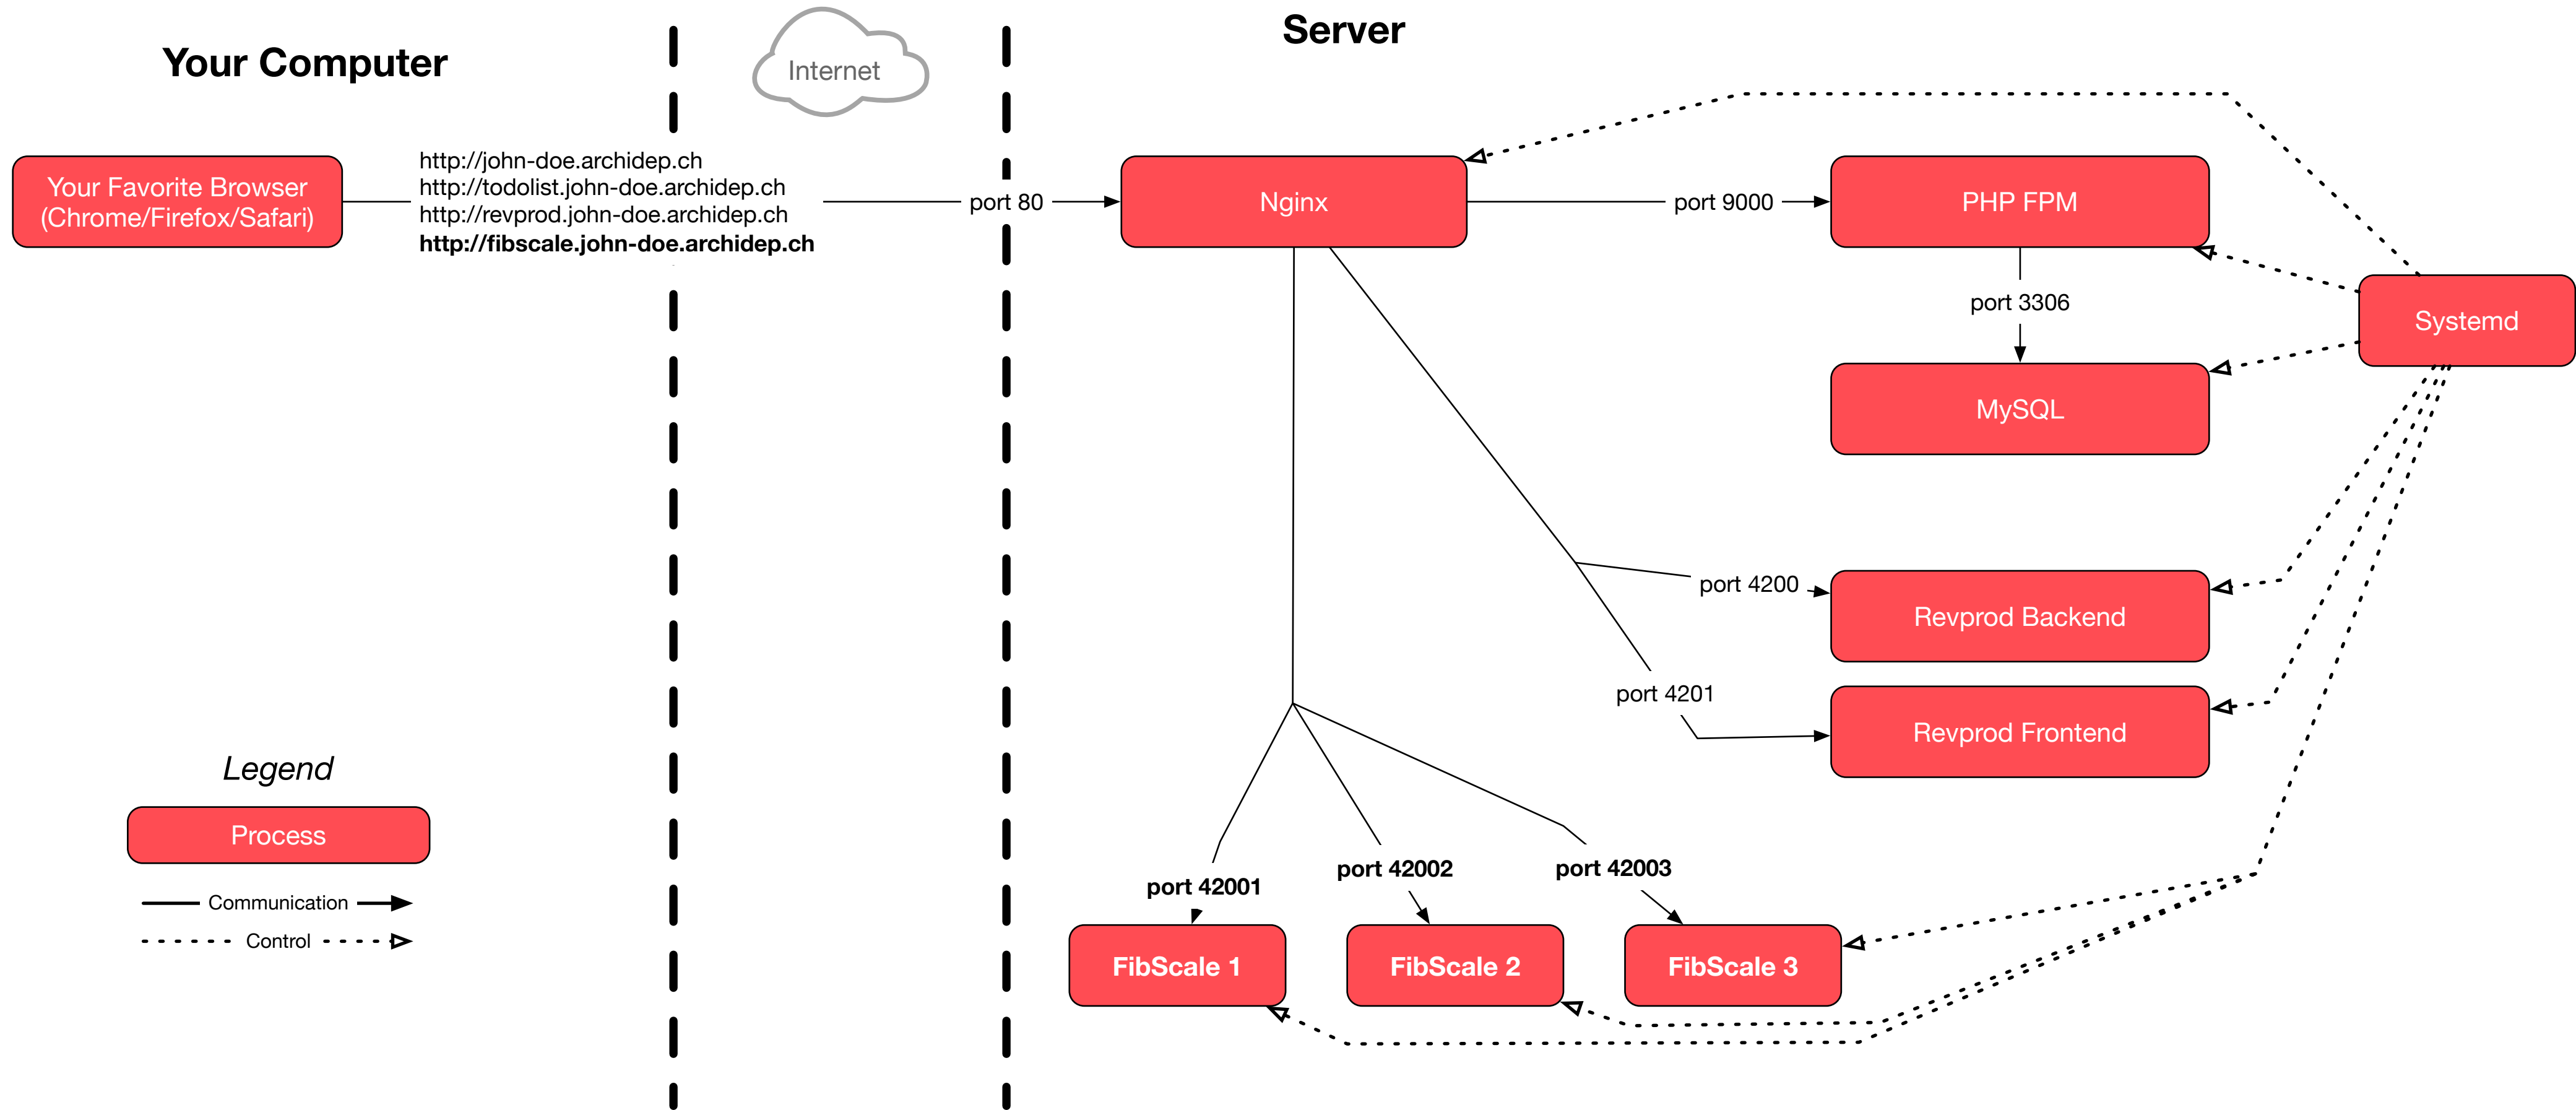 Your Computer
Internet
Server
Your Favorite Browser
(Chrome/Firefox/Safari)
http://john-doe.archidep.ch
http://todolist.john-doe.archidep.ch
http://revprod.john-doe.archidep.ch
http://fibscale.john-doe.archidep.ch
port 80
Nginx
port 9000
PHP FPM
port 3306
Systemd
MySQL
port 4200
Revprod Backend
port 4201
Revprod Frontend
Legend
Process
Communication
Control
port 42001
port 42002
port 42003
FibScale 1
FibScale 2
FibScale 3